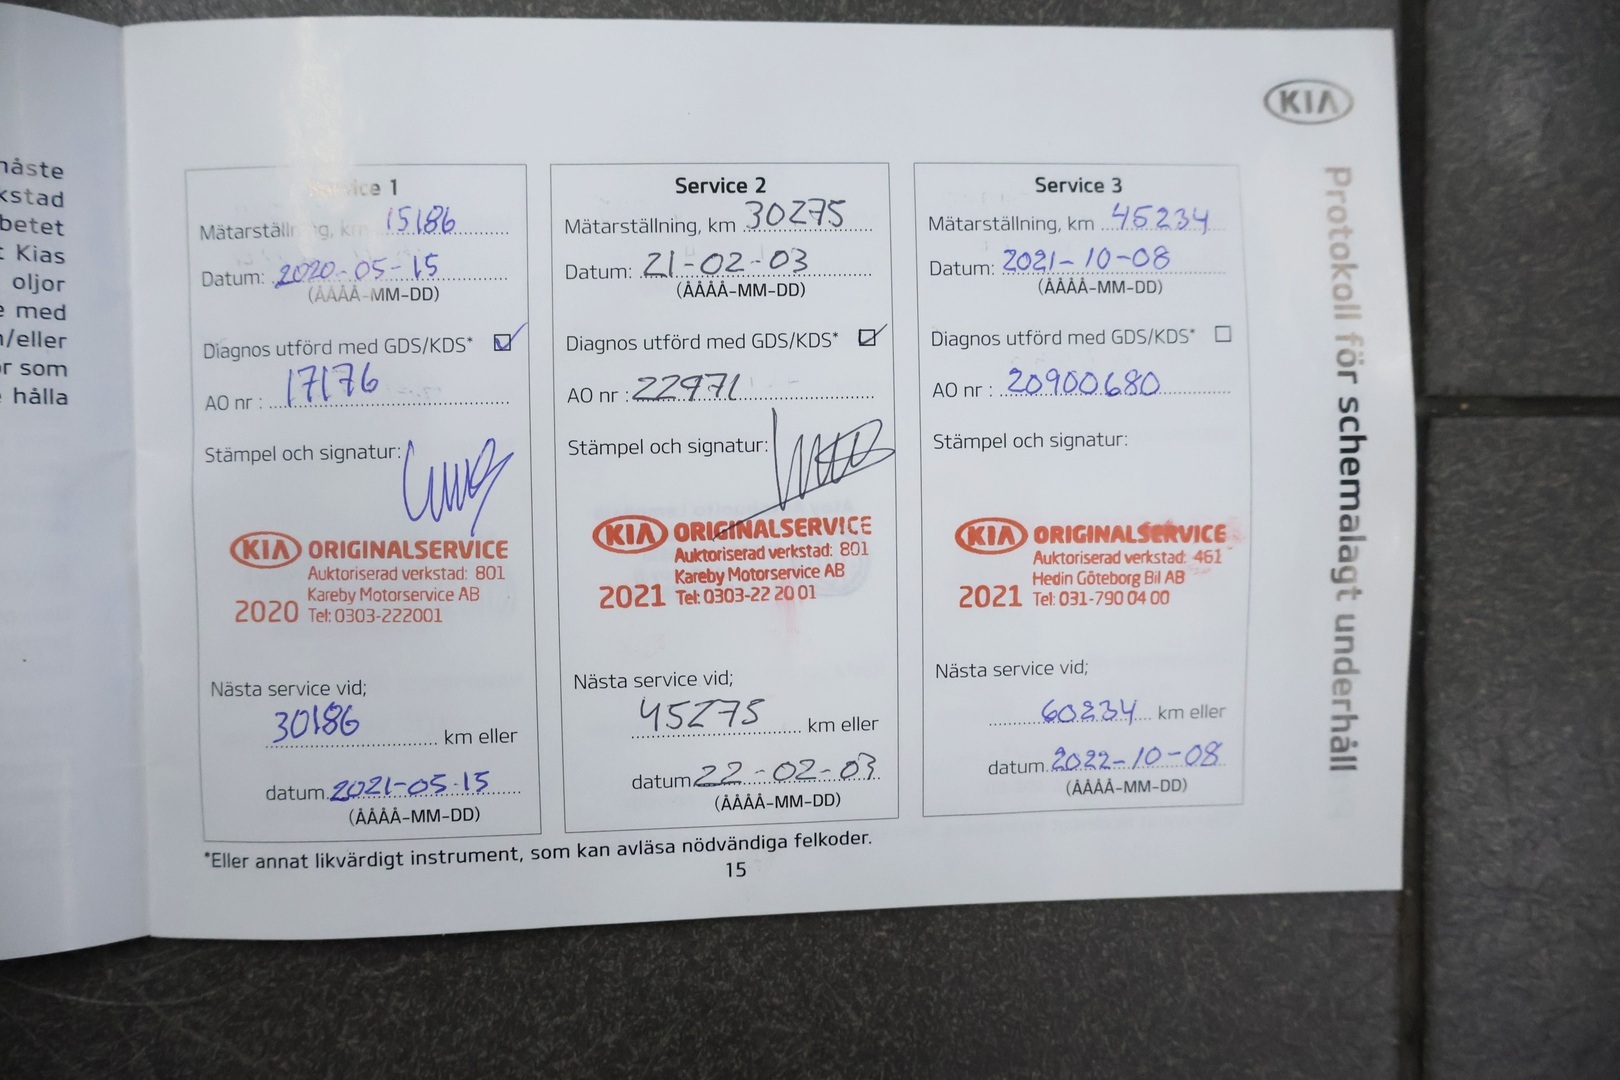 måste
kstad
betet
t Kias
oljor
e med
n/eller
r som
hålla
KIA
Protokoll för schemalagt underhåll
Service 1
Mätarställning, km 15186
Datum: 2020-05-15
(ÅÅÅÅ-MM-DD)
Diagnos utförd med GDS/KDS*
AO nr : 17176
Stämpel och signatur:
KIA ORIGINALSERVICE
Auktoriserad verkstad: 801
Kareby Motorservice AB
2020 Tel: 0303-222001
Nästa service vid;
30186 km eller
datum 2021-05-15
(ÅÅÅÅ-MM-DD)
Service 2
Mätarställning, km 30275
Datum: 21-02-03
(ÅÅÅÅ-MM-DD)
Diagnos utförd med GDS/KDS*
AO nr : 22971
Stämpel och signatur:
KIA ORIGINALSERVICE
Auktoriserad verkstad: 801
Kareby Motorservice AB
2021 Tel: 0303-22 20 01
Nästa service vid;
45275 km eller
datum 22-02-03
(ÅÅÅÅ-MM-DD)
Service 3
Mätarställning, km 45234
Datum: 2021-10-08
(ÅÅÅÅ-MM-DD)
Diagnos utförd med GDS/KDS*
AO nr : 20900680
Stämpel och signatur:
KIA ORIGINALSERVICE
Auktoriserad verkstad: 461
Hedin Göteborg Bil AB
2021 Tel: 031-790 04 00
Nästa service vid;
60234 km eller
datum 2022-10-08
(ÅÅÅÅ-MM-DD)
*Eller annat likvärdigt instrument, som kan avläsa nödvändiga felkoder.
15